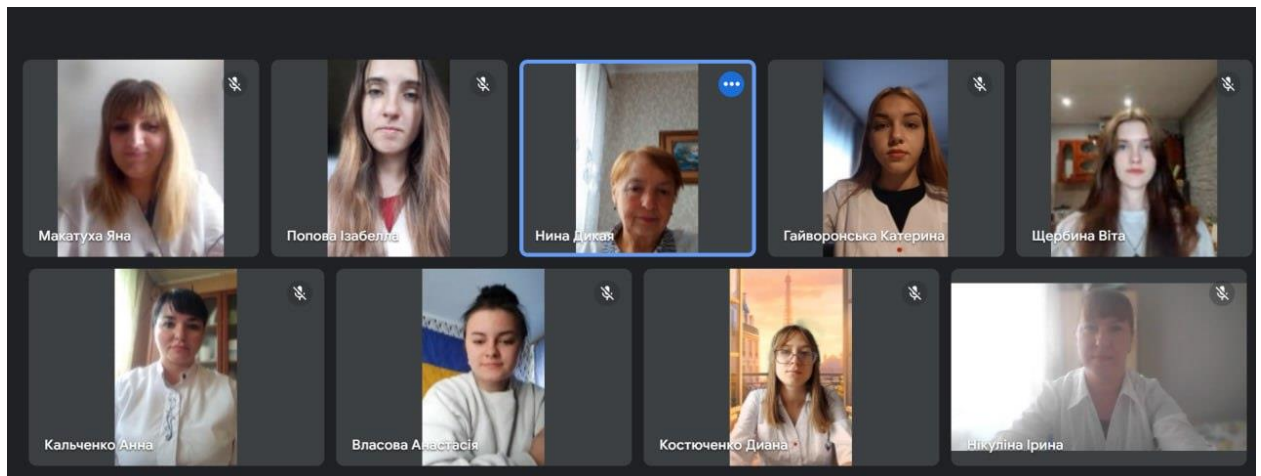 Макатуха Яна
Попова Ізабелла
Нина Дикая
Гайворонська Катерина
Щербина Віта
Кальченко Анна
Власова Анастасія
Костюченко Диана
Нікуліна Ірина